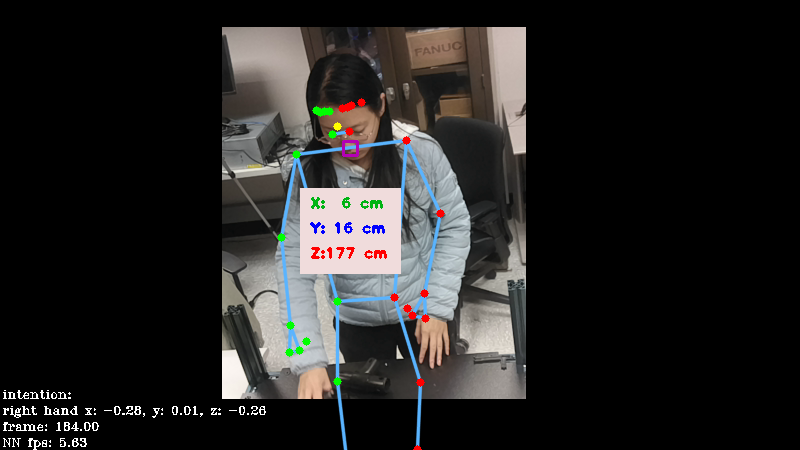 FANUC
X: 6 cm
Y: 16 cm
Z:177 cm
intention:
right hand x: -0.28, y: 0.01, z: -0.26
frame: 184.00
NN fps: 5.63